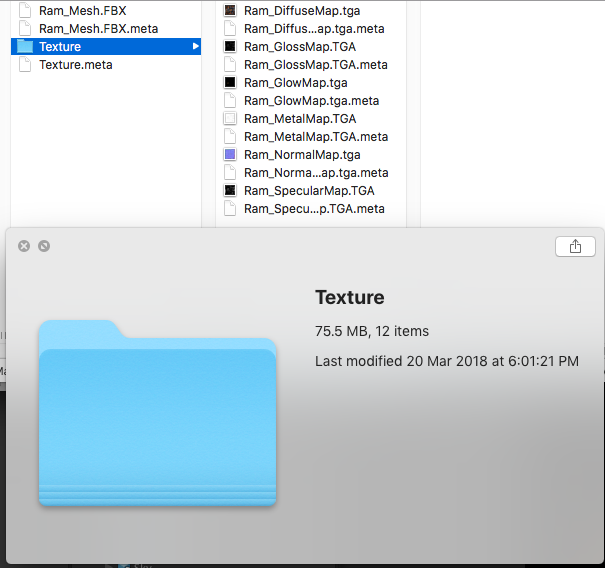 Ram_Mesh.FBX
Ram_Mesh.FBX.meta
Texture
Texture.meta
Ram_DiffuseMap.tga
Ram_Diffus...ap.tga.meta
Ram_GlossMap.TGA
Ram_GlossMap.TGA.meta
Ram_GlowMap.tga
Ram_GlowMap.tga.meta
Ram_MetalMap.TGA
Ram_MetalMap.TGA.meta
Ram_NormalMap.tga
Ram_Norma...ap.tga.meta
Ram_SpecularMap.TGA
Ram_Specu...p.TGA.meta
Texture
75.5 MB, 12 items
Last modified 20 Mar 2018 at 6:01:21 PM